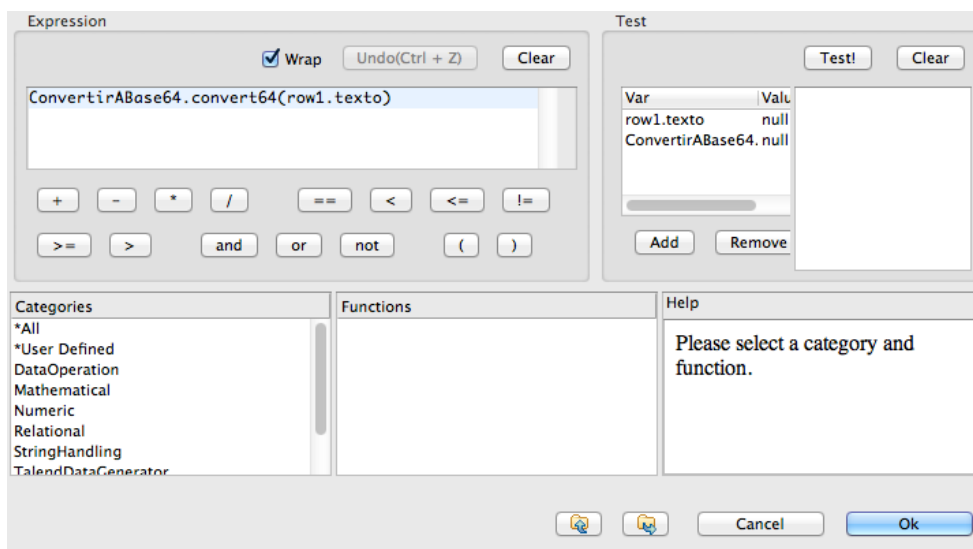 Expression
Wrap
Undo(Ctrl + Z)
Clear
ConvertirABase64.convert64(row1.texto)
+ - * / == < <= !=
>= > and or not ( )
Test
Test!
Clear
Var Valu
row1.texto null
ConvertirABase64. null
Add
Remove
Categories
*All
*User Defined
DataOperation
Mathematical
Numeric
Relational
StringHandling
TalendDataGenerator
Functions
Help
Please select a category and
function.
Cancel
Ok